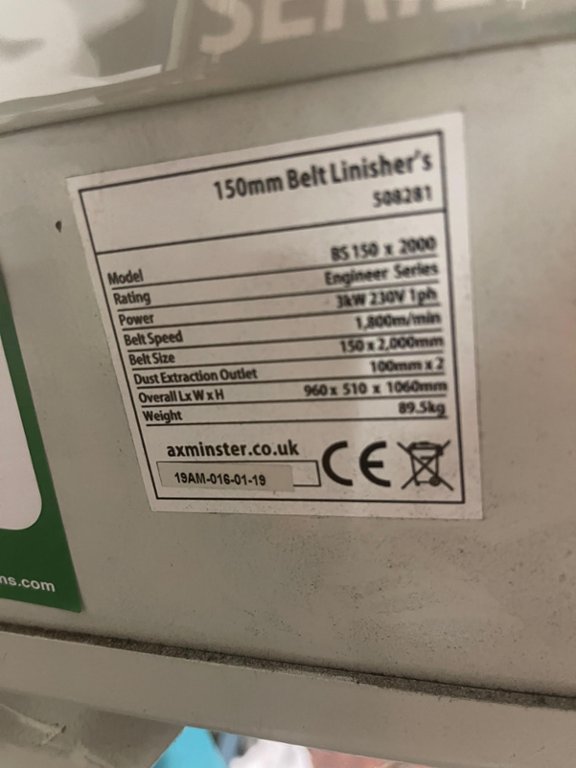 SERIES
150mm Belt Linisher's
508281
Model BS 150 x 2000
Rating Engineer Series
Power 3kW 230V 1ph
Belt Speed 1,800m/min
Belt Size 150 x 2,000mm
Dust Extraction Outlet 100mm x 2
Overall L x W x H 960 x 510 x 1060mm
Weight 89.5kg
axminster.co.uk
CE
19AM-016-01-19
ns.com